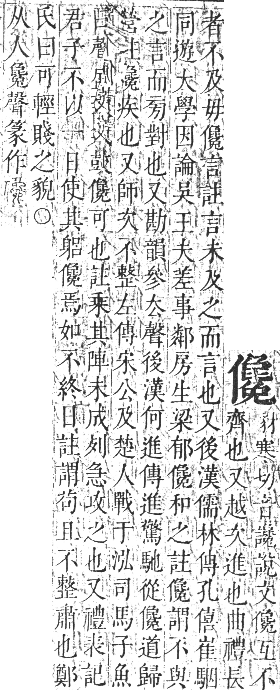 儳
豺寒切音讒說文儳互不
齊也又越次進也曲禮長
者不及毋儳言註言未及之而言也又後漢儒林傳孔僖崔駰
同遊大學因論吳王夫差事鄰房生梁郁儳和之註儳謂不與
之言而刕對也又勘韻參去聲後漢何進傳進驚馳從儳道歸
營註儳疾也又師次不整左傳宋公及楚人戰于泓司馬子魚
曰聲盛致志鼓儳可也註乘其陣未成列急攻之也又禮表記
君子不以一日使其躬儳焉如不終日註謂苟且不整肅也鄭
氏曰可輕賤之貌○
从人毚聲篆作